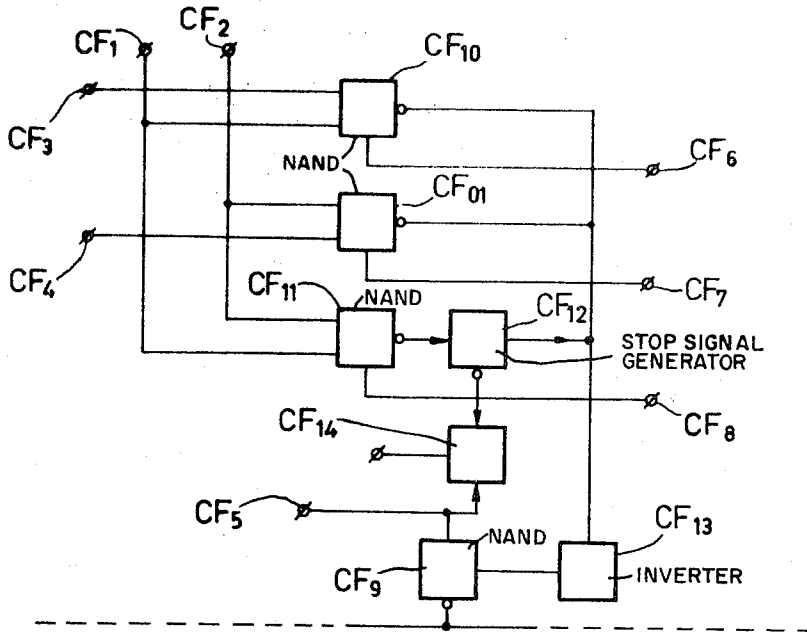 CF1
CF2
CF10
CF3
NAND
CF6
CF01
CF4
CF11
NAND
CF7
CF12
STOP SIGNAL
GENERATOR
CF14
CF8
CF5
NAND
CF13
CF9
INVERTER